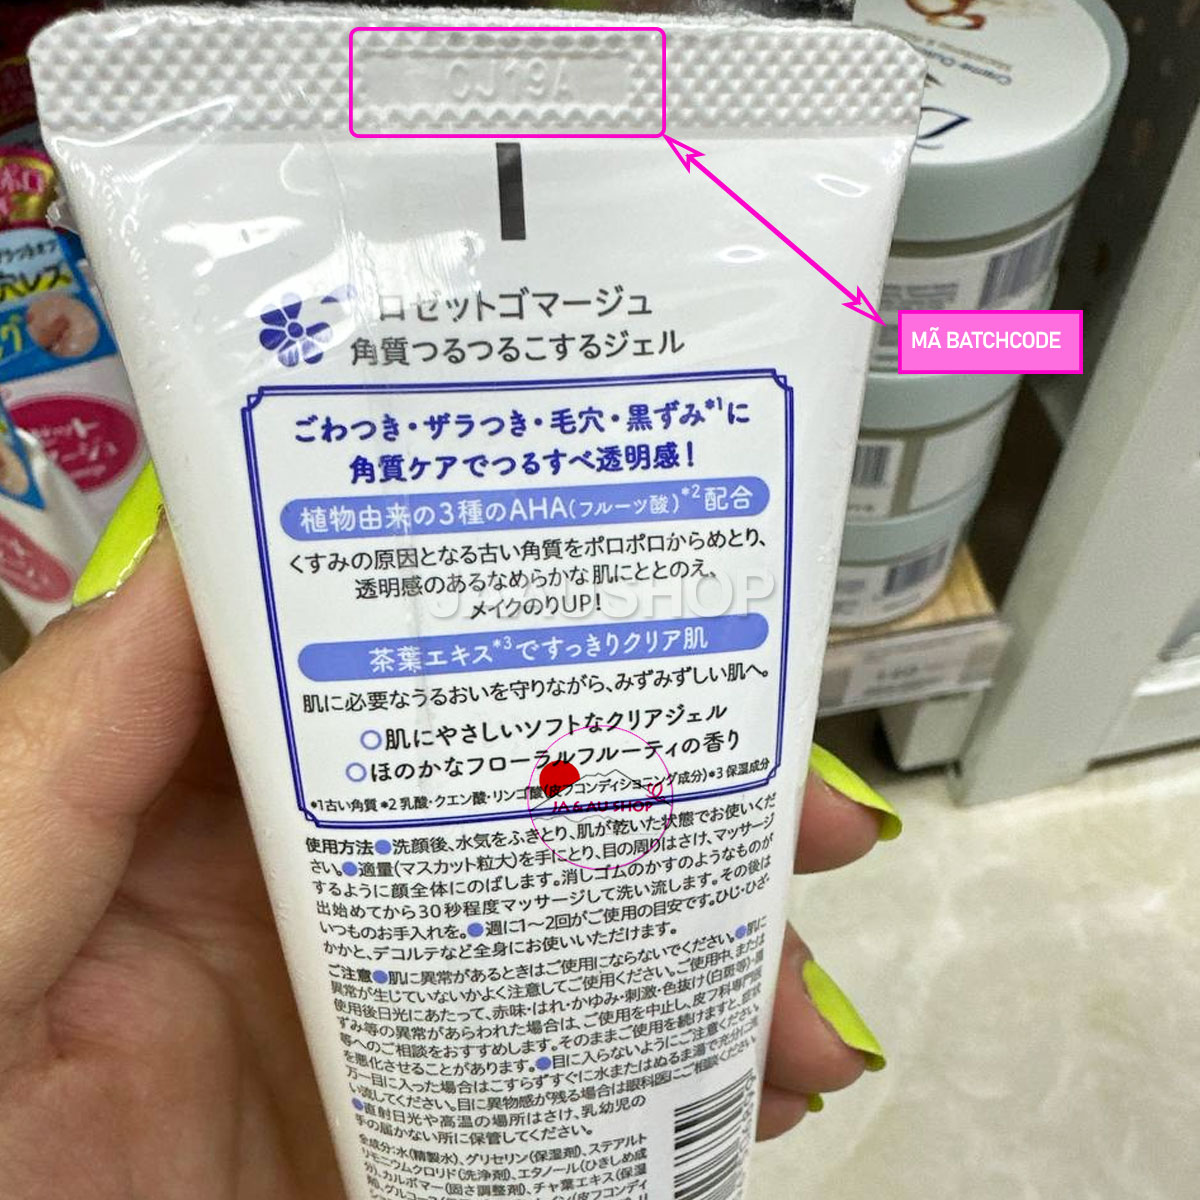 CJ19A
MÃ BATCHCODE
ロゼットゴマージュ
角質つるつるこするジェル
ごわつき・ザラつき・毛穴・黒ずみ*1に
角質ケアでつるすべ透明感！
植物由来の3種のAHA(フルーツ酸)*2配合
くすみの原因となる古い角質をポロポロからめとり、
透明感のあるなめらかな肌にととのえ、
メイクのりUP！
JA AUSHOP
茶葉エキス*3ですっきりクリア肌
肌に必要なうるおいを守りながら、みずみずしい肌へ。
○肌にやさしいソフトなクリアジェル
○ほのかなフローラルフルーティの香り
*1古い角質 *2 乳酸・クエン酸・リンゴ酸(皮フコンディショニング成分)*3 保湿成分
JA & AU SHOP
使用方法●洗顔後、水気をふきとり、肌が乾いた状態でお使いくだ
さい。●適量(マスカット粒大)を手にとり、目の周りはさけ、マッサージ
するように顔全体にのばします。消しゴムのかすのようなものが
出始めてから30秒程度マッサージして洗い流します。その後は
いつものお手入れを。●週に1〜2回がご使用の目安です。ひじ・ひざ・
かかと、デコルテなど全身にお使いいただけます。
ご注意●肌に異常があるときはご使用にならないでください。●肌に
異常が生じていないかよく注意してご使用ください。ご使用中、または
使用後日光にあたって、赤味・はれ・かゆみ・刺激・色抜け(白斑等)・黒
ずみ等の異常があらわれた場合は、ご使用を中止し、皮フ科専門医
等へのご相談をおすすめします。そのままご使用を続けますと、症状
を悪化させることがあります。●目に入らないようにご注意ください。
万一目に入った場合はこすらずすぐに水またはぬるま湯で充分に洗
い流してください。目に異物感が残る場合は眼科医にご相談ください。
●直射日光や高温の場所はさけ、乳幼児の
手の届かない所に保管してください。
全成分:水(精製水)、グリセリン(保湿剤)、ステアルト
リモニウムクロリド(洗浄剤)、エタノール(ひきしめ成
分)、カルボマー(固さ調整剤)、チャ葉エキス(保湿